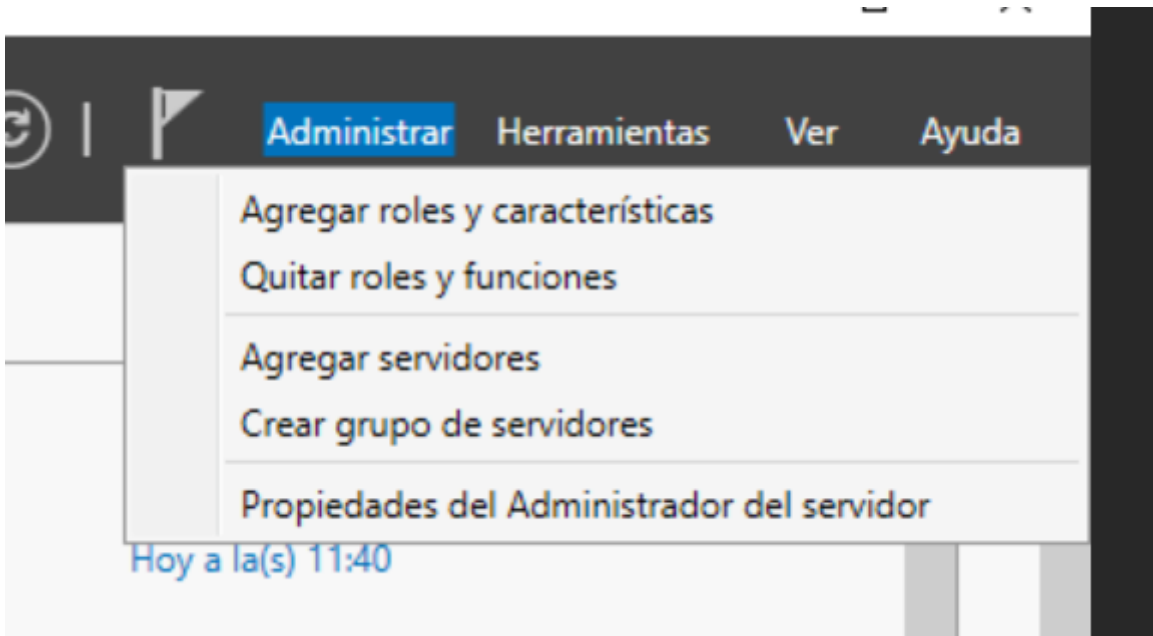 Administrar Herramientas Ver Ayuda
Agregar roles y características
Quitar roles y funciones
Agregar servidores
Crear grupo de servidores
Propiedades del Administrador del servidor
Hoy a la(s) 11:40